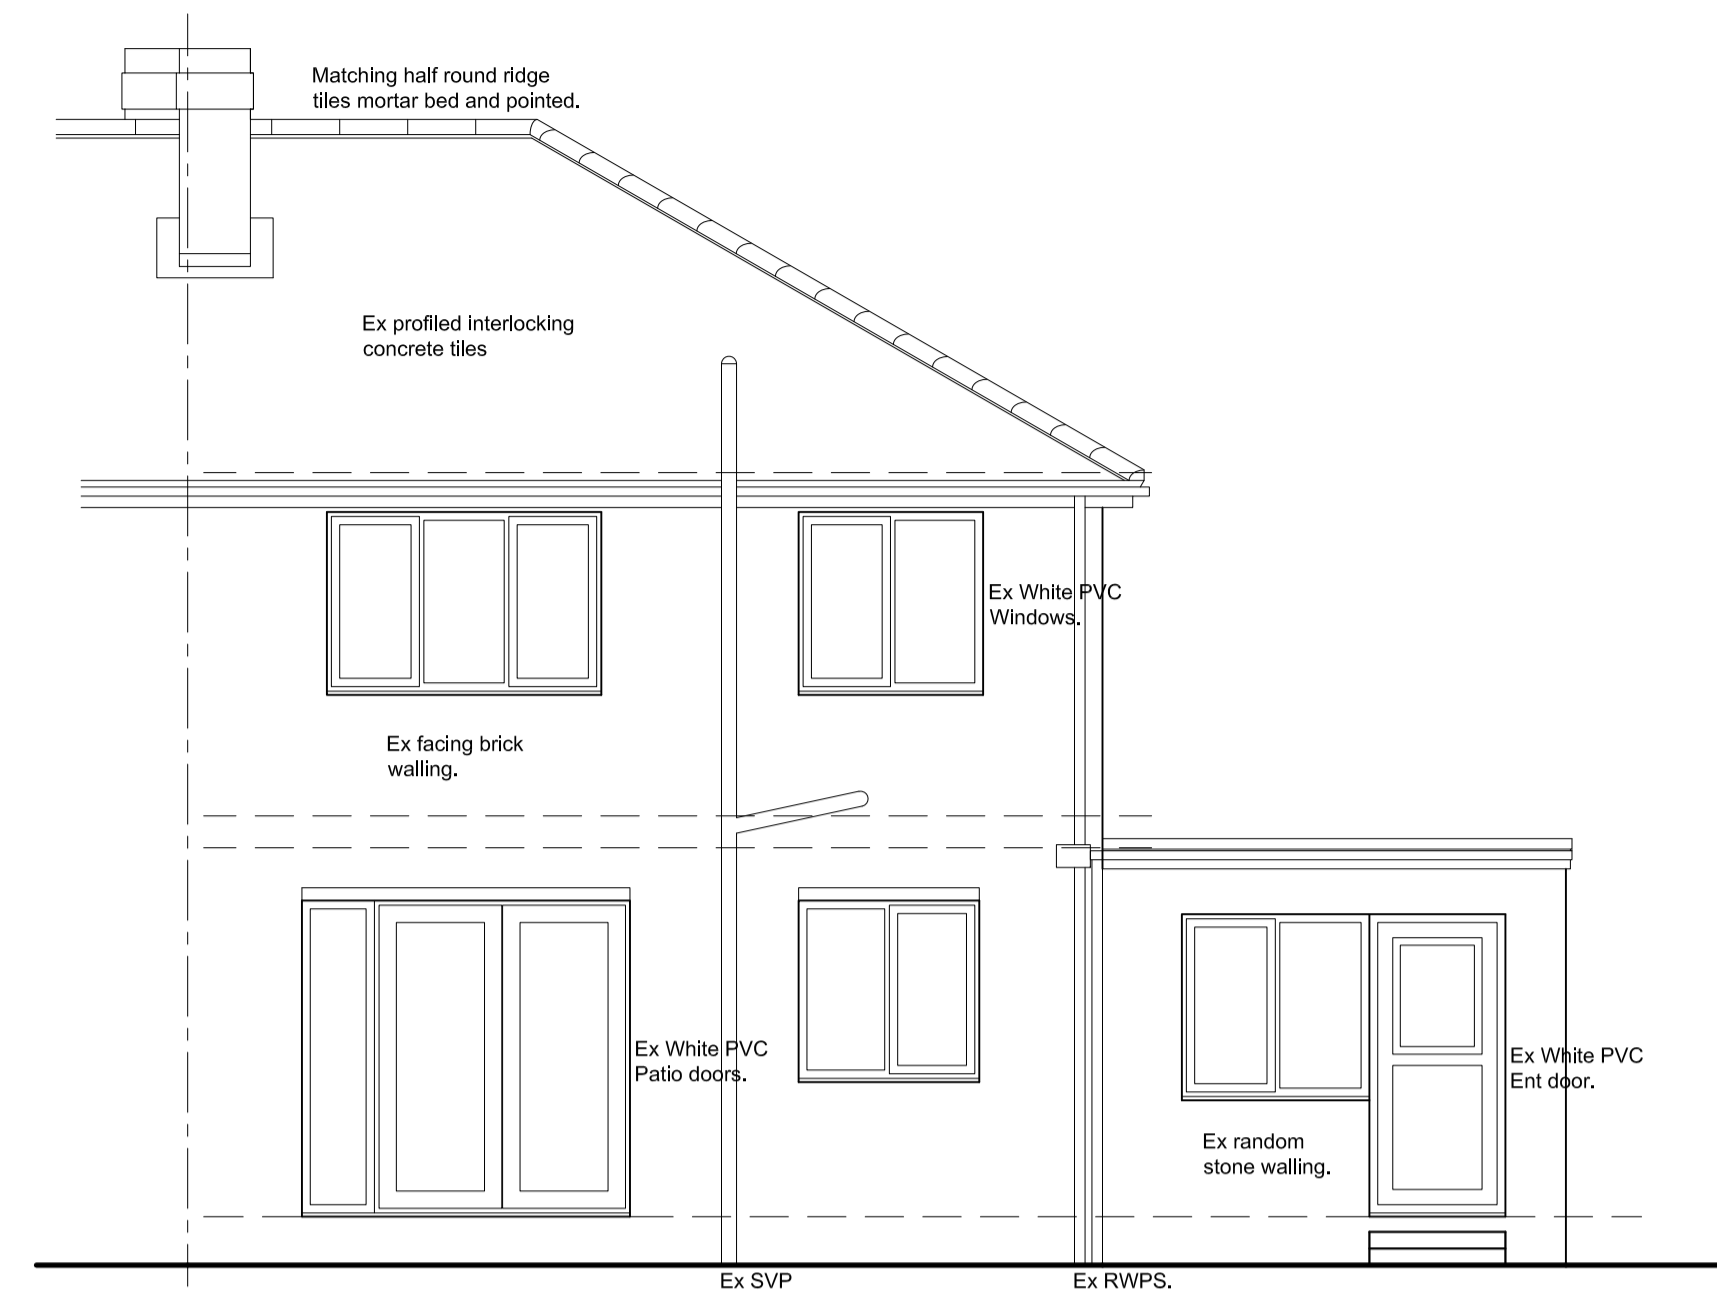 Matching half round ridge
tiles mortar bed and pointed.
Ex profiled interlocking
concrete tiles
Ex White PVC
Windows.
Ex facing brick
walling.
Ex White PVC
Patio doors.
Ex White PVC
Ent door.
Ex random
stone walling.
Ex SVP
Ex RWPS.